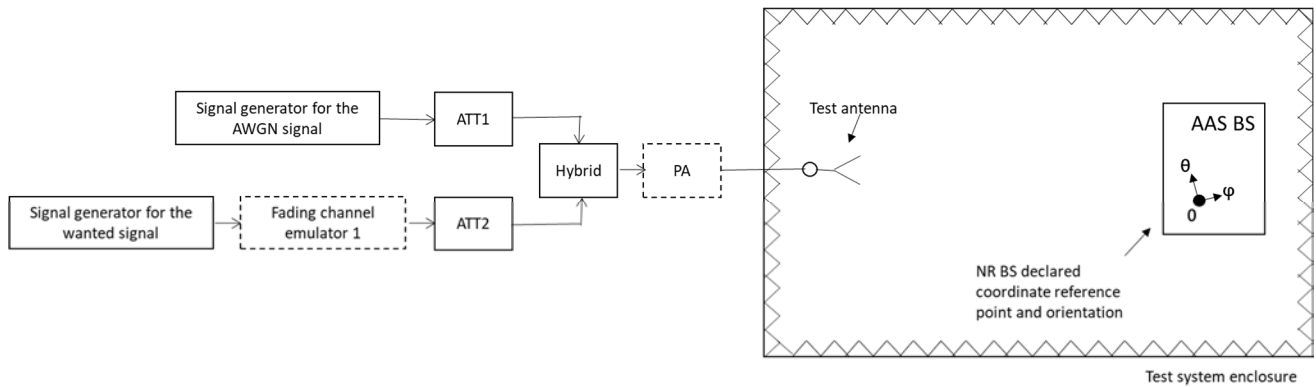 Signal generator for the
AWGN signal
ATT1
Hybrid
PA
Signal generator for the
wanted signal
Fading channel
emulator 1
ATT2
Test antenna
AAS BS
θ
φ
0
NR BS declared
coordinate reference
point and orientation
Test system enclosure